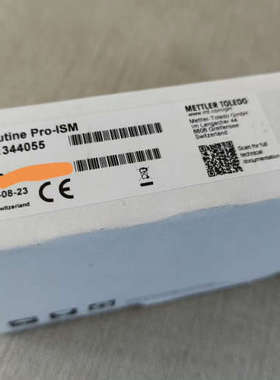 utine Pro-ISM
344055
-08-23
witzerland
CE
METTLER TOLEDO
Mettler-Toledo GmbH
Im Langacher 44
8606 Greifensee
Switzerland
Scan for full
technical
documentation